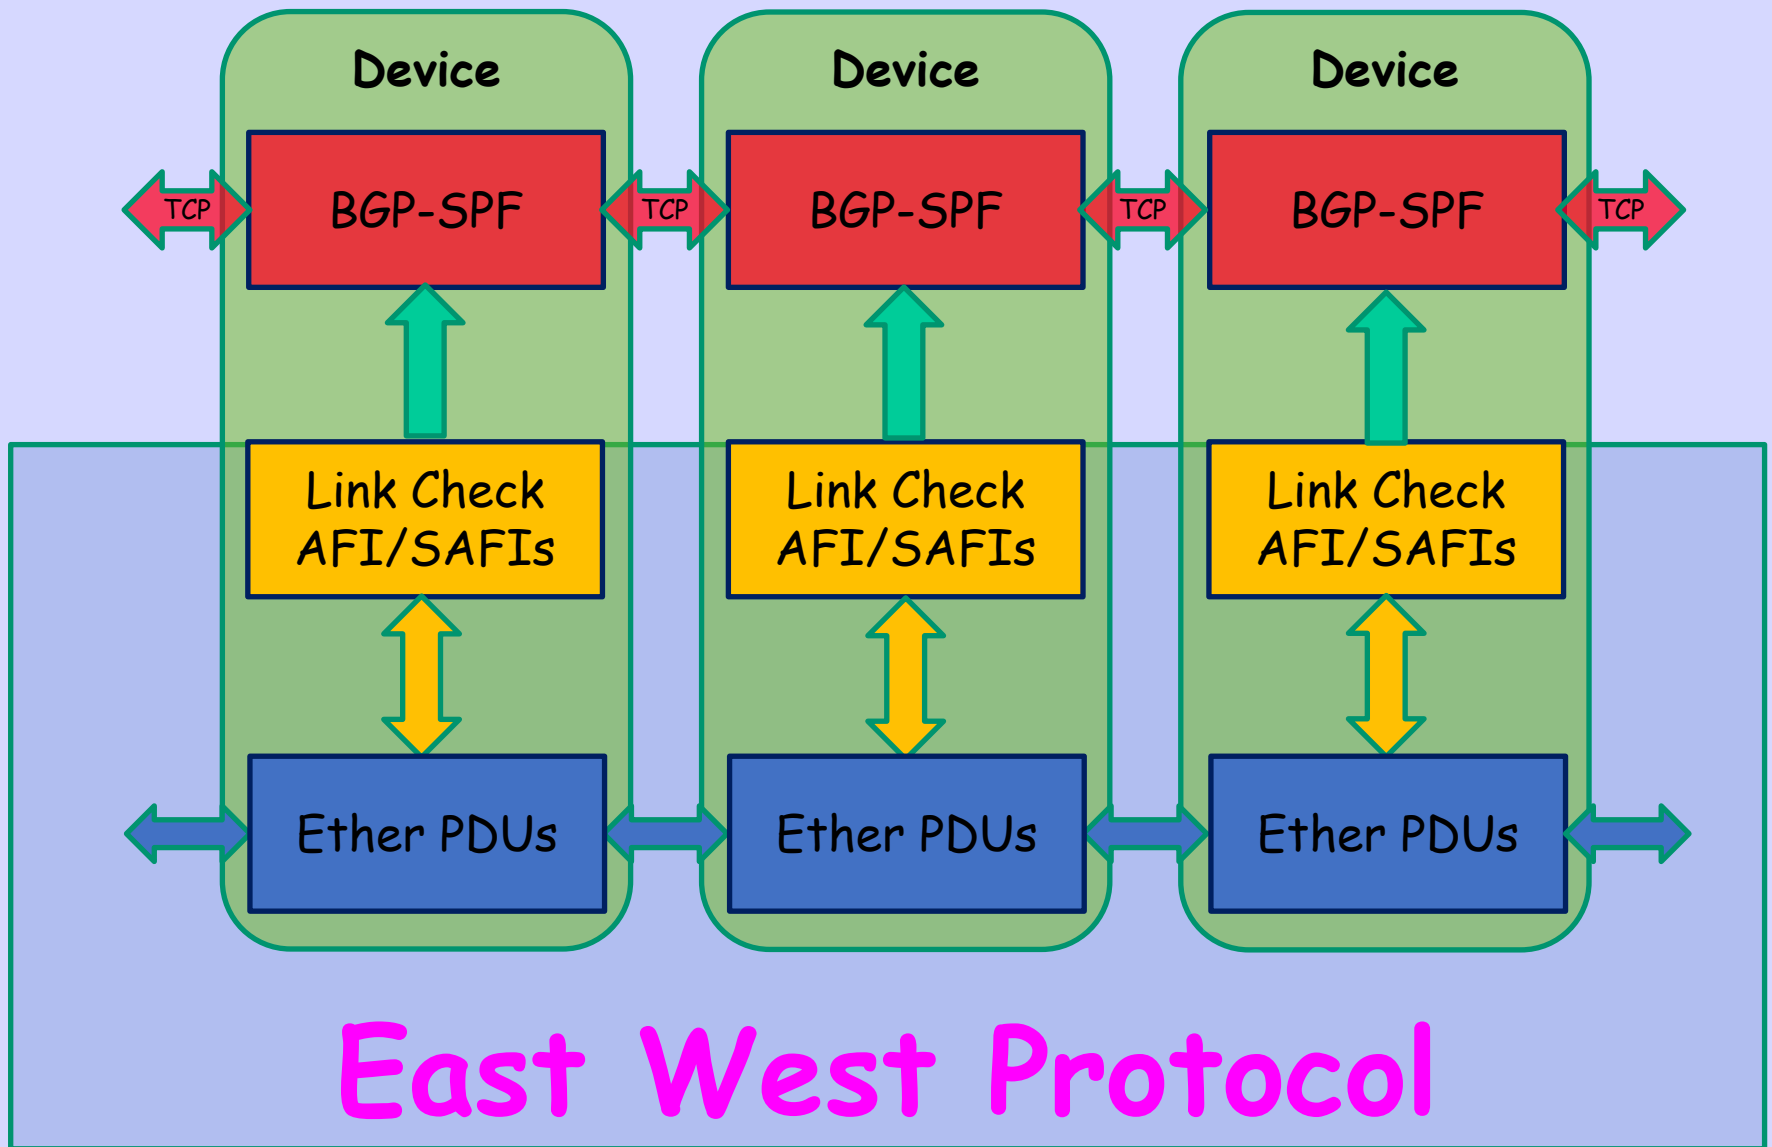 Device Device Device
TCP BGP-SPF TCP BGP-SPF TCP BGP-SPF TCP
Link Check Link Check Link Check
AFI/SAFIs AFI/SAFIs AFI/SAFIs
Ether PDUs Ether PDUs Ether PDUs
East West Protocol